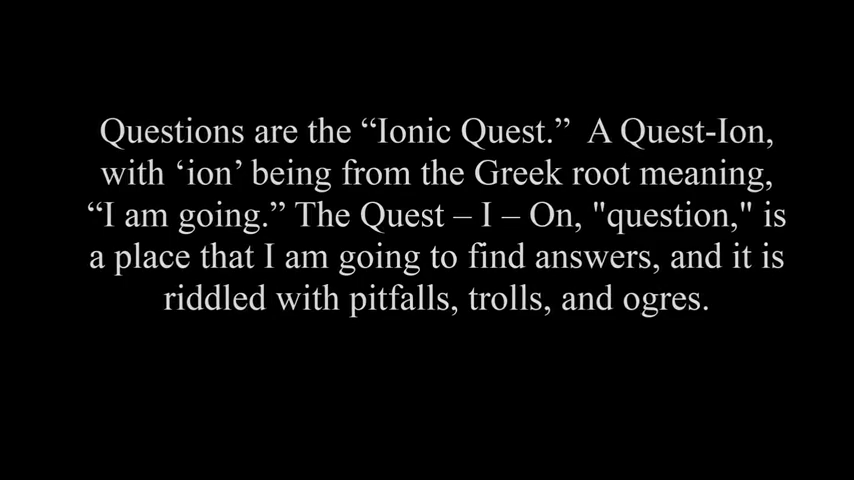 Questions are the “Ionic Quest.”  A Quest-Ion,
with ‘ion’ being from the Greek root meaning,
“I am going.” The Quest – I – On, "question," is
a place that I am going to find answers, and it is
riddled with pitfalls, trolls, and ogres.